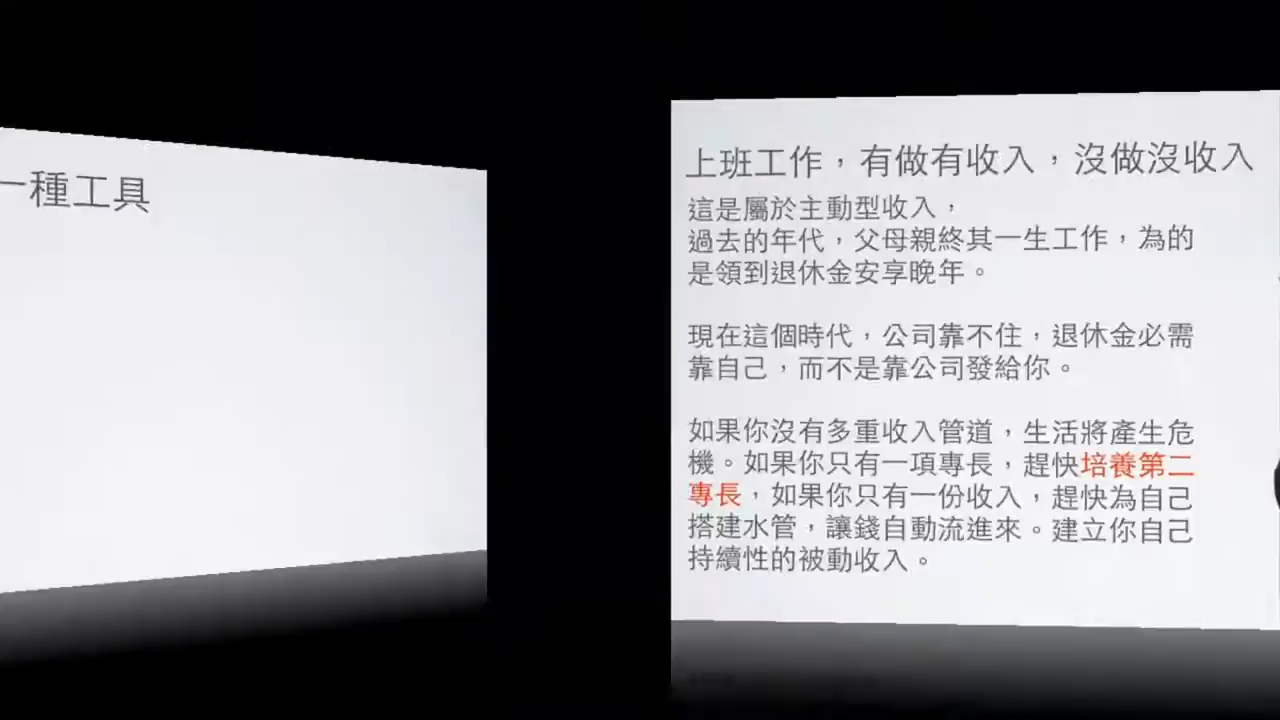 一種工具
上班工作，有做有收入，沒做沒收入
這是屬於主動型收入，
過去的年代，父母親終其一生工作，為的
是領到退休金安享晚年。
現在這個時代，公司靠不住，退休金必需
靠自己，而不是靠公司發給你。
如果你沒有多重收入管道，生活將產生危
機。如果你只有一項專長，趕快培養第二
專長，如果你只有一份收入，趕快為自己
搭建水管，讓錢自動流進來。建立你自己
持續性的被動收入。